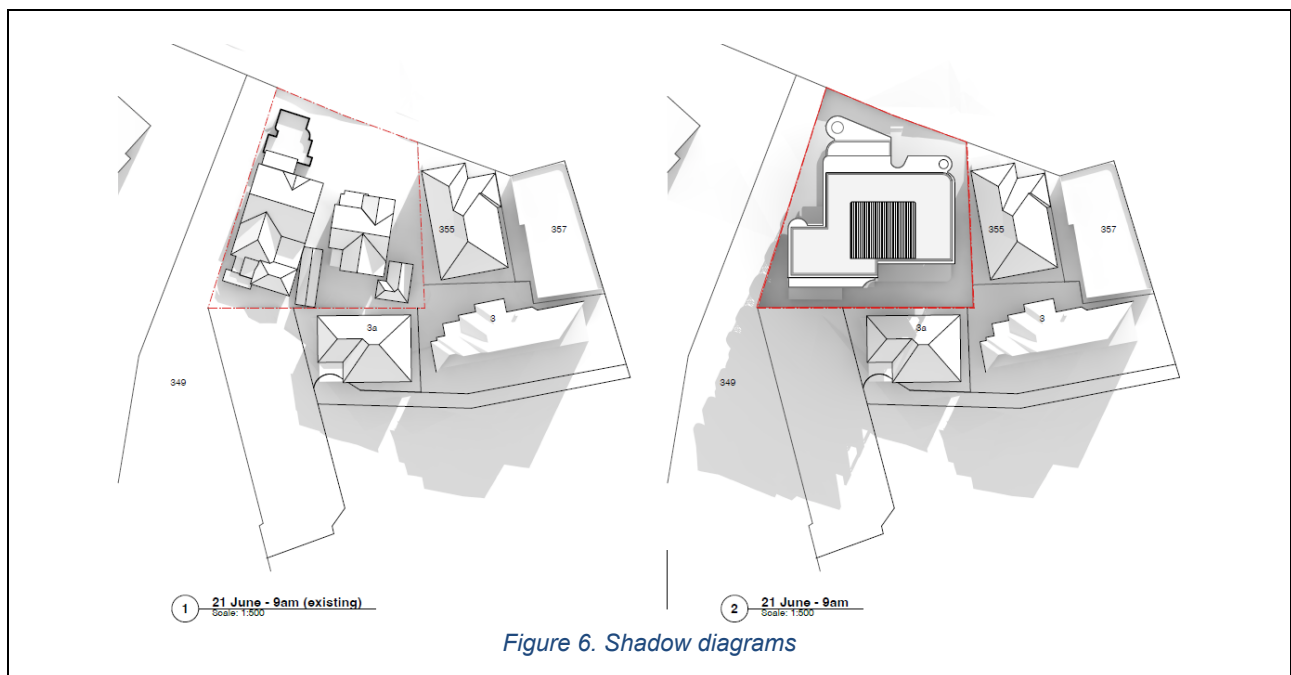 355
357
3a
3
349
1
21 June - 9am (existing)
Scale: 1:500
355
357
3a
3
349
2
21 June - 9am
Scale: 1:500
Figure 6. Shadow diagrams